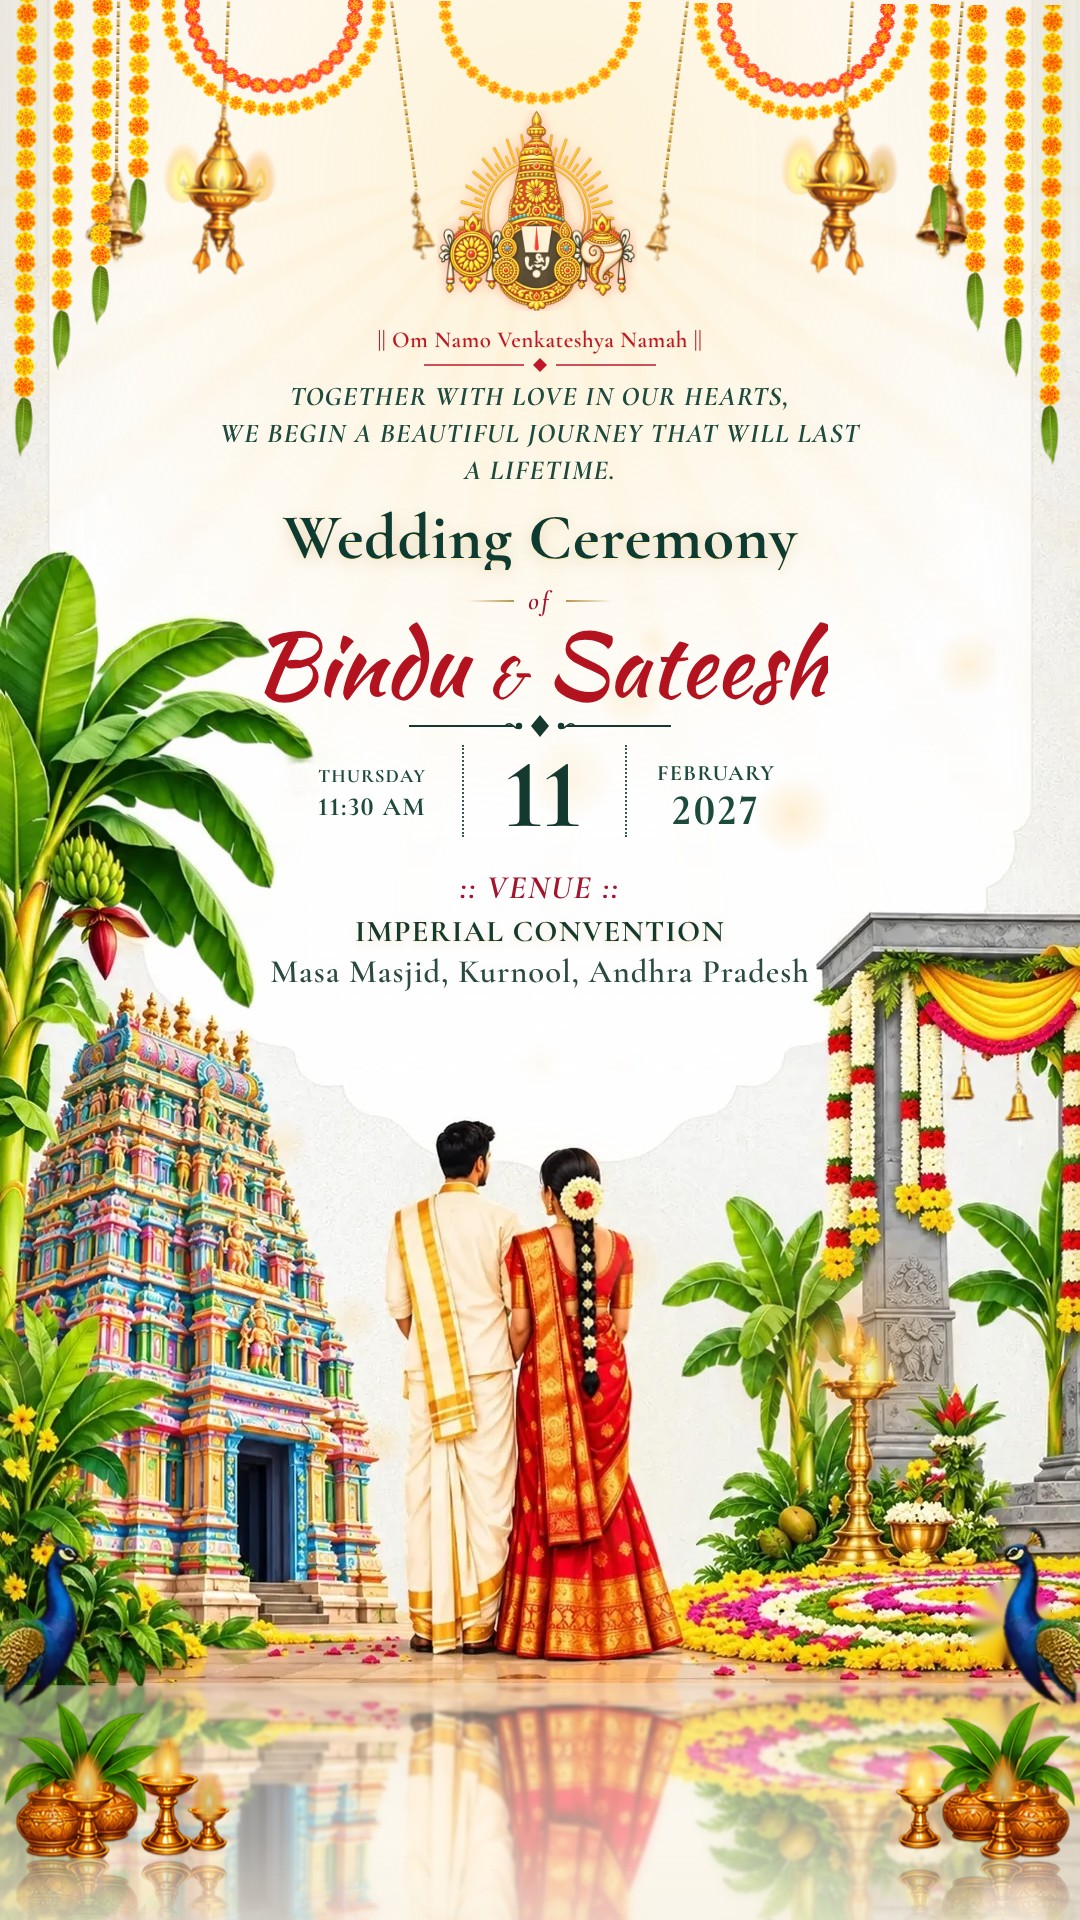 || Om Namo Venkateshya Namah ||
TOGETHER WITH LOVE IN OUR HEARTS,
WE BEGIN A BEAUTIFUL JOURNEY THAT WILL LAST
A LIFETIME.
Wedding Ceremony
of
Bindu & Sateesh
THURSDAY
11:30 AM
11
FEBRUARY
2027
:: VENUE ::
IMPERIAL CONVENTION
Masa Masjid, Kurnool, Andhra Pradesh